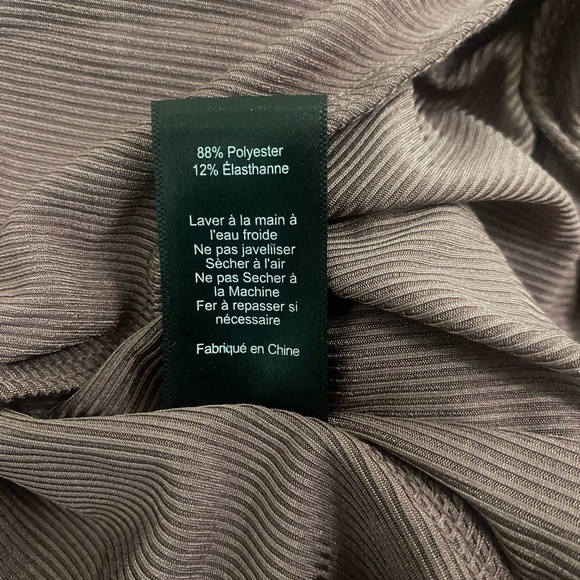 88% Polyester
12% Élasthanne
Laver à la main à
l'eau froide
Ne pas javeliiser
Sècher à l'air
Ne pas Secher à
la Machine
Fer à repasser si
nécessaire
Fabriqué en Chine